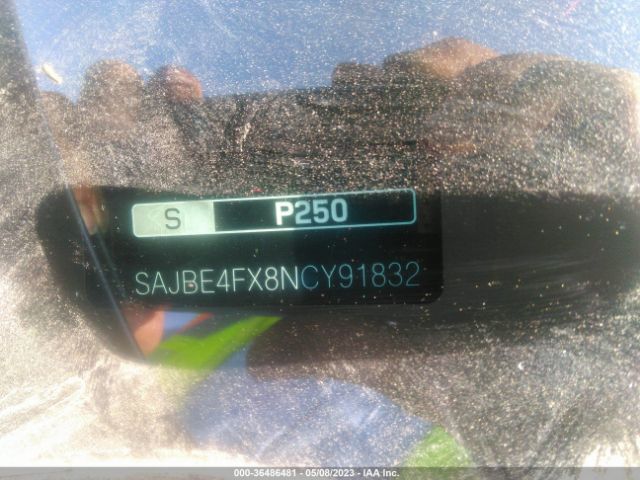 S P250
SAJBE4FX8NCY91832
000-36486481 - 05/08/2023 - IAA Inc.